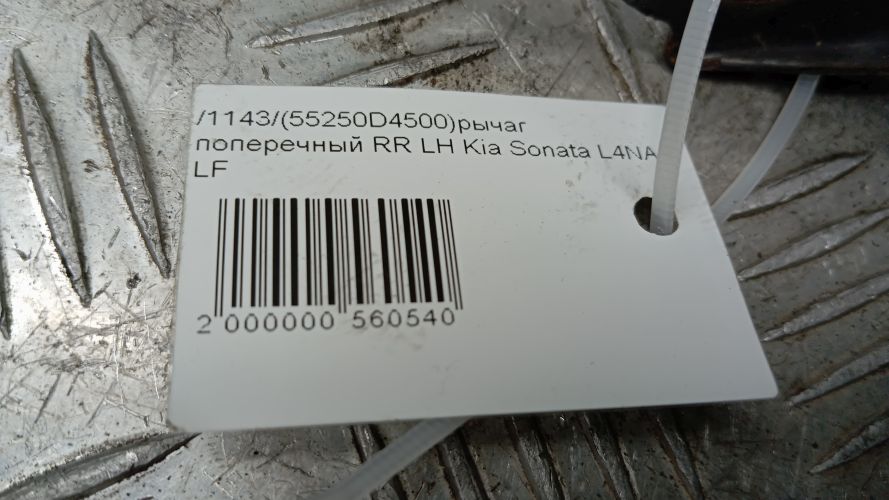 /1143/(55250D4500)рычаг
поперечный RR LH Kia Sonata L4NA
LF
2 000000 560540